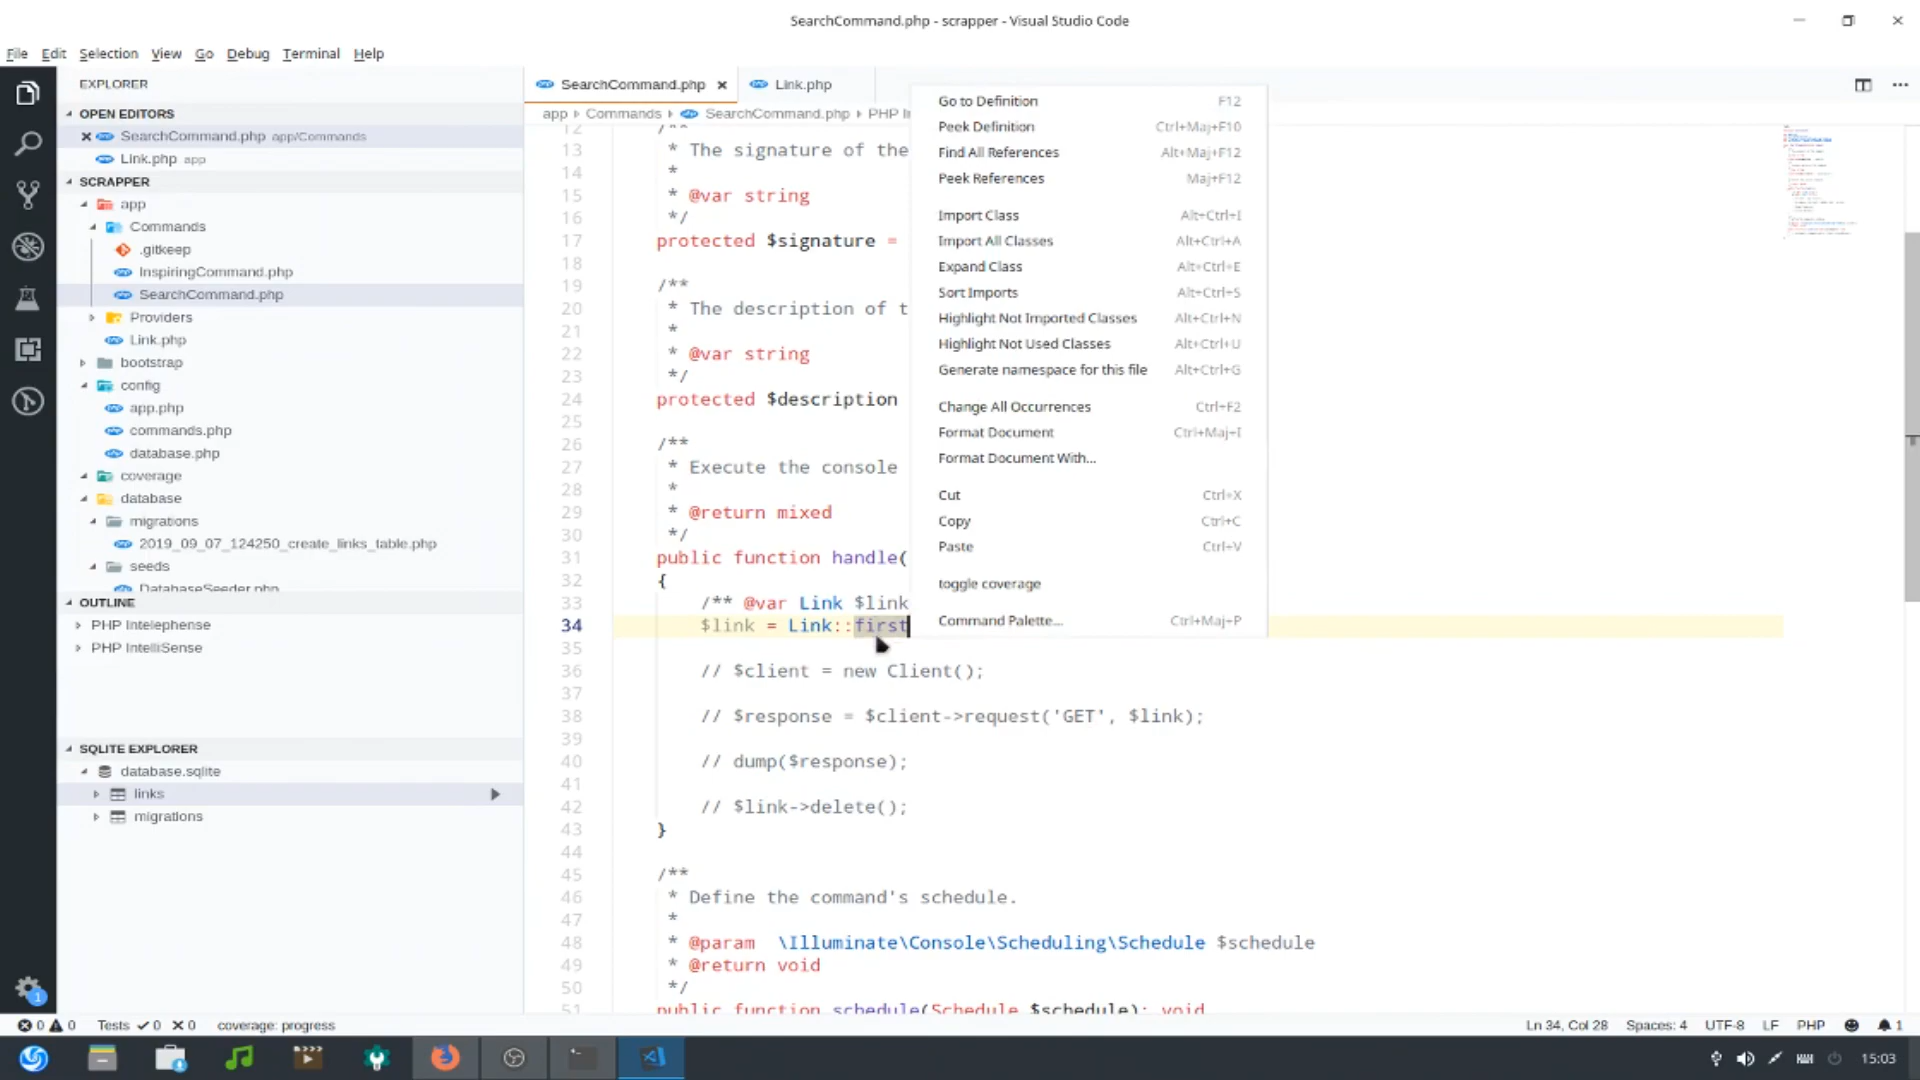 SearchCommand.php - scrapper - Visual Studio Code
File Edit Selection View Go Debug Terminal Help
EXPLORER
OPEN EDITORS
SearchCommand.php app/Commands
Link.php app
SCRAPPER
app
Commands
.gitkeep
InspiringCommand.php
SearchCommand.php
Providers
Link.php
bootstrap
config
app.php
commands.php
database.php
coverage
database
migrations
2019_09_07_124250_create_links_table.php
seeds
DatabaseSeeder.php
OUTLINE
PHP Intelephense
PHP IntelliSense
SQLITE EXPLORER
database.sqlite
links
migrations
1
SearchCommand.php Link.php
app Commands SearchCommand.php PHP
12 /**
13 * The signature of the
14 *
15 * @var string
16 */
17 protected $signature =
18
19 /**
20 * The description of t
21 *
22 * @var string
23 */
24 protected $description
25
26 /**
27 * Execute the console
28 *
29 * @return mixed
30 */
31 public function handle(
32 {
33 /** @var Link $link
34 $link = Link::first
35
36 // $client = new Client();
37
38 // $response = $client->request('GET', $link);
39
40 // dump($response);
41
42 // $link->delete();
43 }
44
45 /**
46 * Define the command's schedule.
47 *
48 * @param \Illuminate\Console\Scheduling\Schedule $schedule
49 * @return void
50 */
51 public function schedule(Schedule $schedule): void
Go to Definition F12
Peek Definition Ctrl+Maj+F10
Find All References Alt+Maj+F12
Peek References Maj+F12
Import Class Alt+Ctrl+I
Import All Classes Alt+Ctrl+A
Expand Class Alt+Ctrl+E
Sort Imports Alt+Ctrl+S
Highlight Not Imported Classes Alt+Ctrl+N
Highlight Not Used Classes Alt+Ctrl+U
Generate namespace for this file Alt+Ctrl+G
Change All Occurrences Ctrl+F2
Format Document Ctrl+Maj+I
Format Document With...
Cut Ctrl+X
Copy Ctrl+C
Paste Ctrl+V
toggle coverage
Command Palette... Ctrl+Maj+P
0 0 Tests 0 0 coverage: progress
Ln 34, Col 28 Spaces: 4 UTF-8 LF PHP 1
15:03